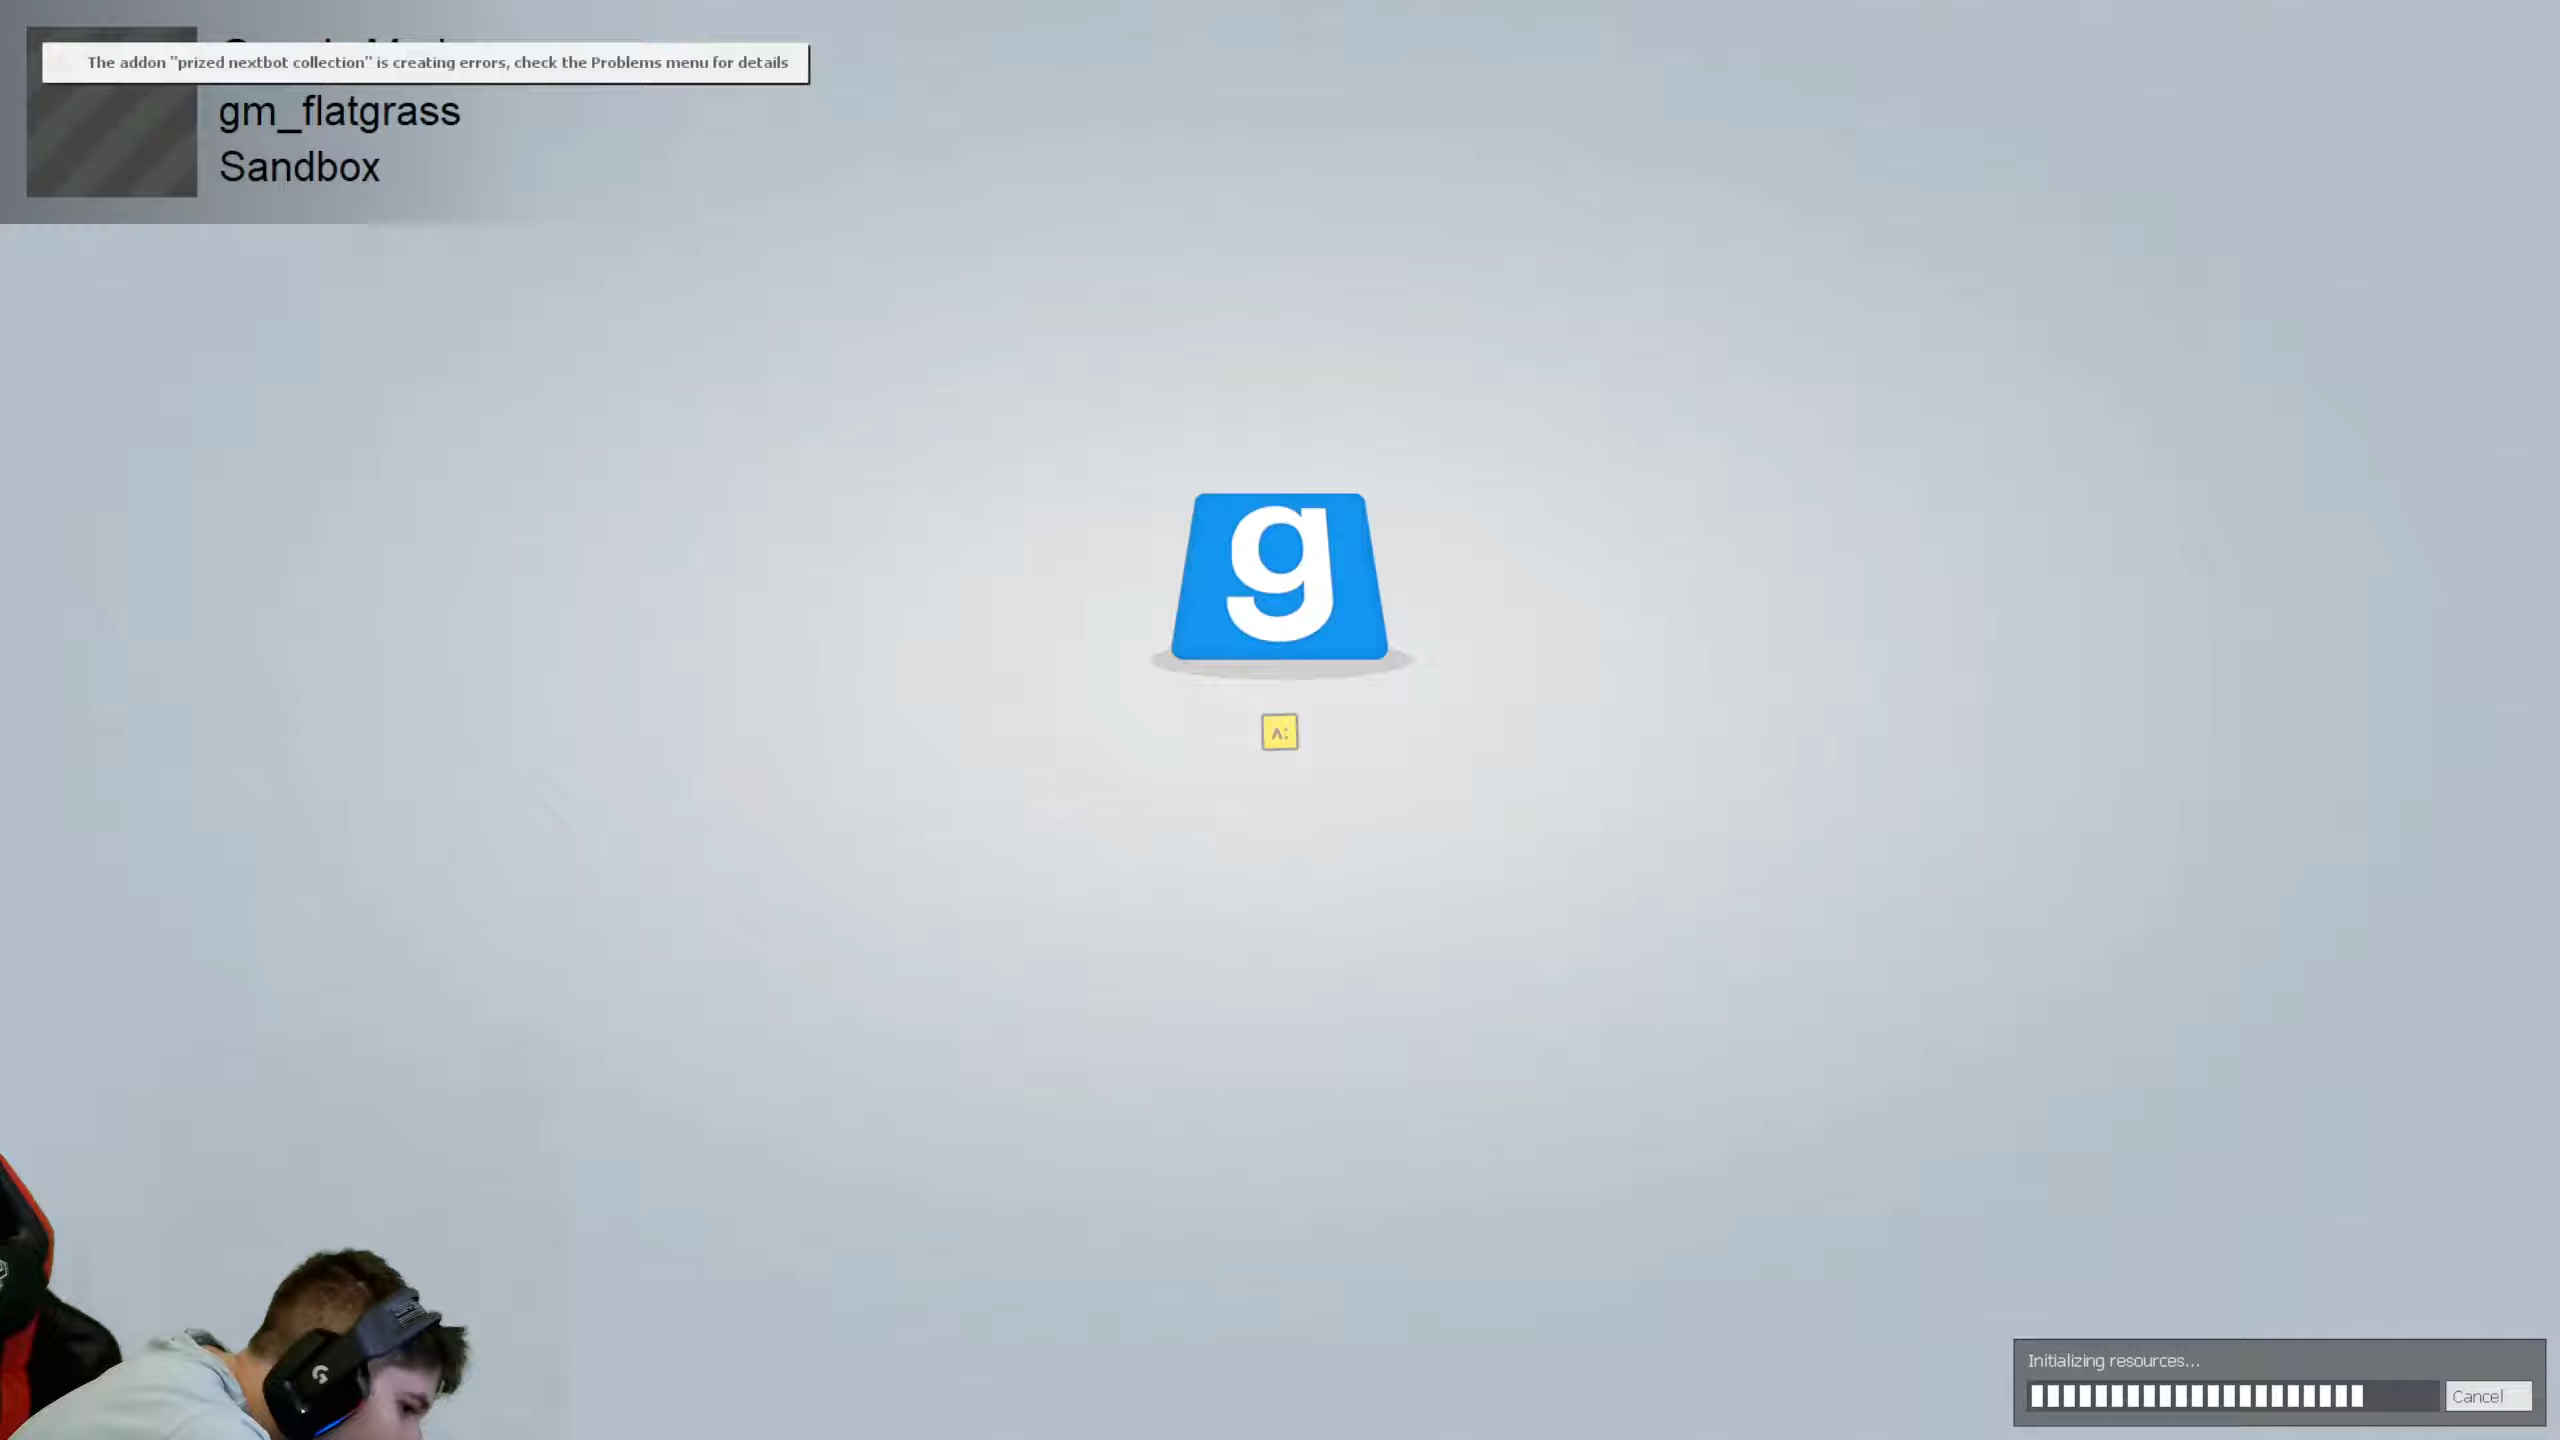 The addon "prized nextbot collection" is creating errors, check the Problems menu for details
gm_flatgrass
Sandbox
g
Initializing resources...
Cancel